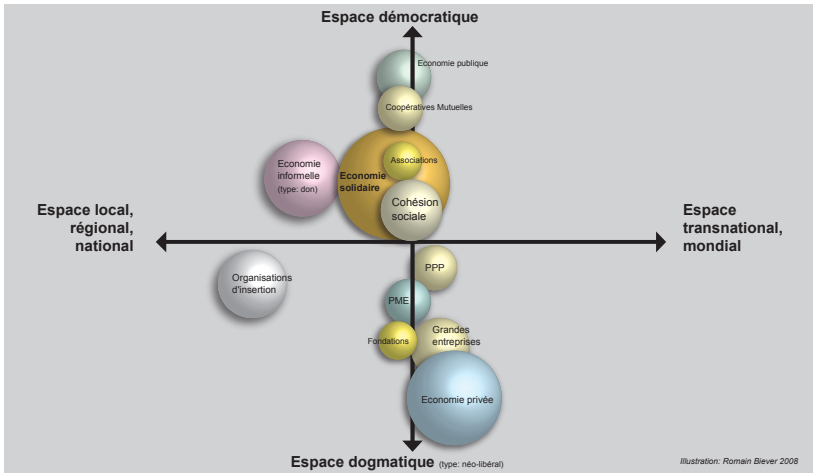 Espace démocratique
Economie publique
Coopératives Mutuelles
Associations
Economie
informelle
(type: don)
Economie
solidaire
Cohésion
sociale
Espace local,
régional,
national
Espace
transnational,
mondial
PPP
Organisations
d'insertion
PME
Fondations
Grandes
entreprises
Economie privée
Espace dogmatique (type: néo-libéral)
Illustration: Romain Biever 2008